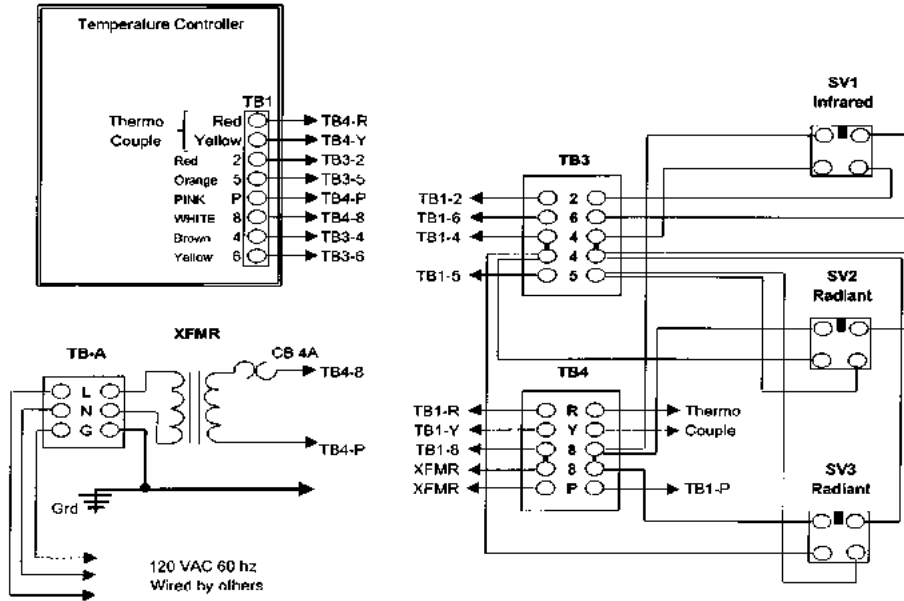 Temperature Controller
TB1
Thermo Couple
Red TB4-R
Yellow TB4-Y
Red 2 TB3-2
Orange 5 TB3-5
PINK P TB4-P
WHITE 8 TB4-8
Brown 4 TB3-4
Yellow 6 TB3-6
XFMR
TB-A
CB 4A
L
N
G
TB4-8
TB4-P
Grd
120 VAC 60 hz
Wired by others
TB3
TB1-2 2
TB1-6 6
TB1-4 4
4
TB1-5 5
TB4
TB1-R R Thermo
TB1-Y Y Couple
TB1-8 8
XFMR 8
XFMR P TB1-P
SV1
Infrared
SV2
Radiant
SV3
Radiant